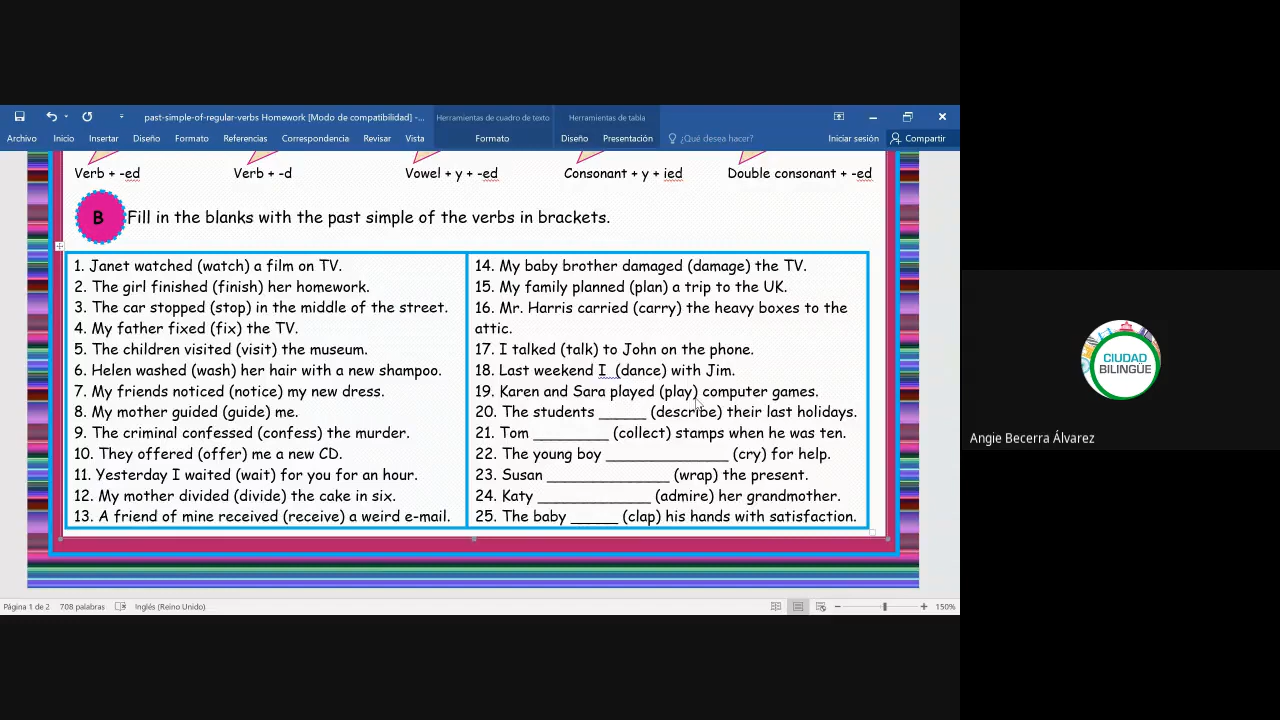 past-simple-of-regular-verbs Homework [Modo de compatibilidad] -...
Herramientas de cuadro de texto
Herramientas de tabla
Archivo Inicio Insertar Diseño Formato Referencias Correspondencia Revisar Vista Formato Diseño Presentación ¿Qué desea hacer? Iniciar sesión Compartir
Verb + -ed Verb + -d Vowel + y + -ed Consonant + y + ied Double consonant + -ed
B Fill in the blanks with the past simple of the verbs in brackets.
1. Janet watched (watch) a film on TV.
2. The girl finished (finish) her homework.
3. The car stopped (stop) in the middle of the street.
4. My father fixed (fix) the TV.
5. The children visited (visit) the museum.
6. Helen washed (wash) her hair with a new shampoo.
7. My friends noticed (notice) my new dress.
8. My mother guided (guide) me.
9. The criminal confessed (confess) the murder.
10. They offered (offer) me a new CD.
11. Yesterday I waited (wait) for you for an hour.
12. My mother divided (divide) the cake in six.
13. A friend of mine received (receive) a weird e-mail.
14. My baby brother damaged (damage) the TV.
15. My family planned (plan) a trip to the UK.
16. Mr. Harris carried (carry) the heavy boxes to the
attic.
17. I talked (talk) to John on the phone.
18. Last weekend I (dance) with Jim.
19. Karen and Sara played (play) computer games.
20. The students ______ (describe) their last holidays.
21. Tom _________ (collect) stamps when he was ten.
22. The young boy _______________ (cry) for help.
23. Susan _______________ (wrap) the present.
24. Katy ______________ (admire) her grandmother.
25. The baby ______ (clap) his hands with satisfaction.
Página 1 de 2 708 palabras Inglés (Reino Unido) 150%
CIUDAD
BILINGÜE
Angie Becerra Álvarez